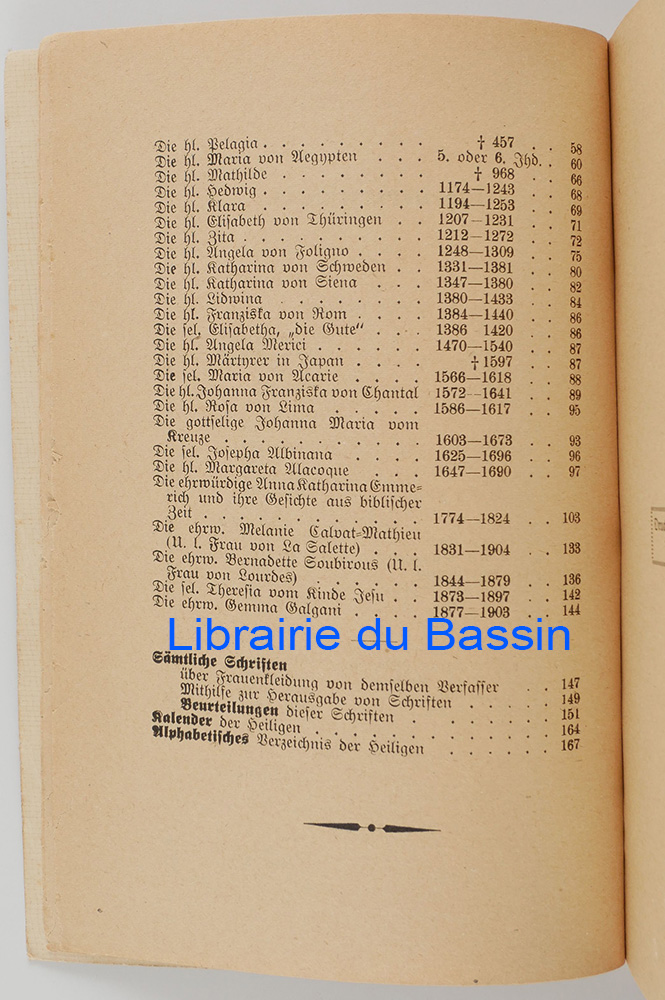 Die hl. Pelagia . . . . . . . . . † 457 . . 58
Die hl. Maria von Aegypten . . . 5. oder 6. Jhd. . 60
Die hl. Mathilde . . . . . . . . † 968 . . 66
Die hl. Hedwig . . . . . . . . . 1174—1243 . . 68
Die hl. Klara . . . . . . . . . 1194—1253 . . 69
Die hl. Elisabeth von Thüringen . . 1207—1231 . . 71
Die hl. Zita . . . . . . . . . . 1212—1272 . . 72
Die hl. Angela von Foligno . . . . 1248—1309 . . 75
Die hl. Katharina von Schweden . . 1331—1381 . . 80
Die hl. Katharina von Siena . . . 1347—1380 . . 82
Die hl. Lidwina . . . . . . . . 1380—1433 . . 84
Die hl. Franziska von Rom . . . . 1384—1440 . . 86
Die sel. Elisabetha, „die Gute“ . . . 1386 1420 . . 86
Die hl. Angela Merici . . . . . . 1470—1540 . . 87
Die hl. Märtyrer in Japan . . . . † 1597 . . 87
Die sel. Maria von Acarie . . . . 1566—1618 . . 88
Die hl. Johanna Franziska von Chantal 1572—1641 . . 89
Die hl. Rosa von Lima . . . . . 1586—1617 . . 95
Die gottselige Johanna Maria vom
Kreuze . . . . . . . . . . . 1603—1673 . . 93
Die sel. Josepha Albinana . . . . 1625—1696 . . 96
Die hl. Margareta Alacoque . . . 1647—1690 . . 97
Die ehrwürdige Anna Katharina Emme=
rich und ihre Gesichte aus biblischer
Zeit . . . . . . . . . . . . 1774—1824 . . 103
Die ehrw. Melanie Calvat=Mathieu
(U. l. Frau von La Salette) . . . 1831—1904 . . 133
Die ehrw. Bernadette Soubirous (U. l.
Frau von Lourdes) . . . . . . 1844—1879 . . 136
Die sel. Theresia vom Kinde Jesu . . 1873—1897 . . 142
Die ehrw. Gemma Galgani . . . . 1877—1903 . . 144
Librairie du Bassin
Sämtliche Schriften
über Frauenkleidung von demselben Verfasser . . 147
Mithilfe zur Herausgabe von Schriften . . . . 149
Beurteilungen dieser Schriften . . . . . . . 151
Kalender der Heiligen . . . . . . . . . . . 164
Alphabetisches Verzeichnis der Heiligen . . . . . . 167